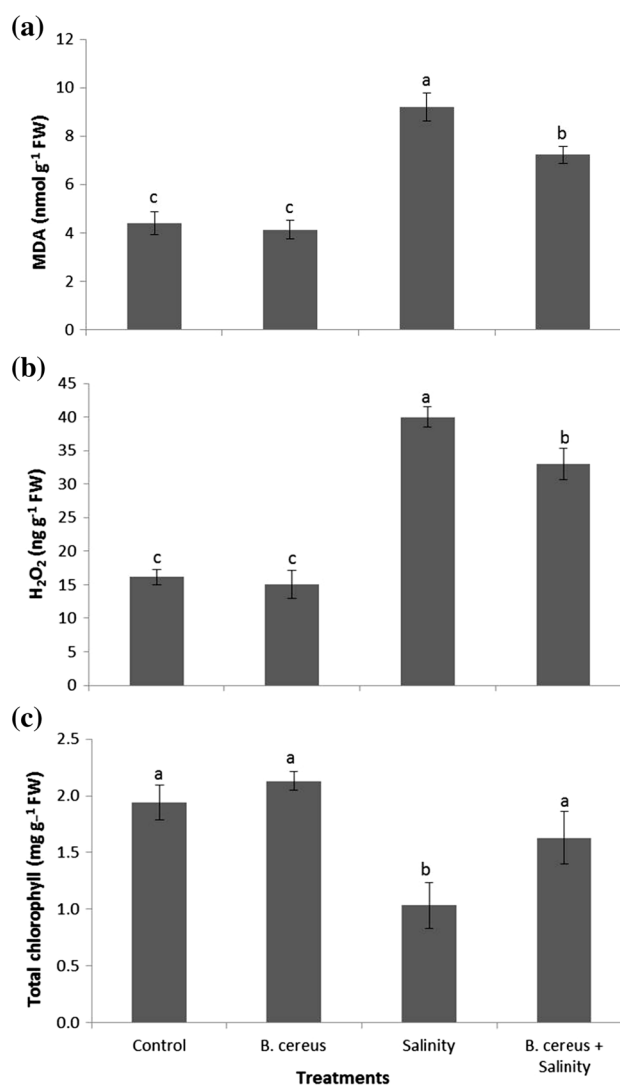 (a)
12
10
8
6
4
2
0
MDA (nmol g⁻¹ FW)
c
c
a
b
(b)
45
40
35
30
25
20
15
10
5
0
H₂O₂ (ng g⁻¹ FW)
c
c
a
b
(c)
2.5
2.0
1.5
1.0
0.5
0.0
Total chlorophyll (mg g⁻¹ FW)
a
a
b
a
Control
B. cereus
Salinity
B. cereus +
Salinity
Treatments